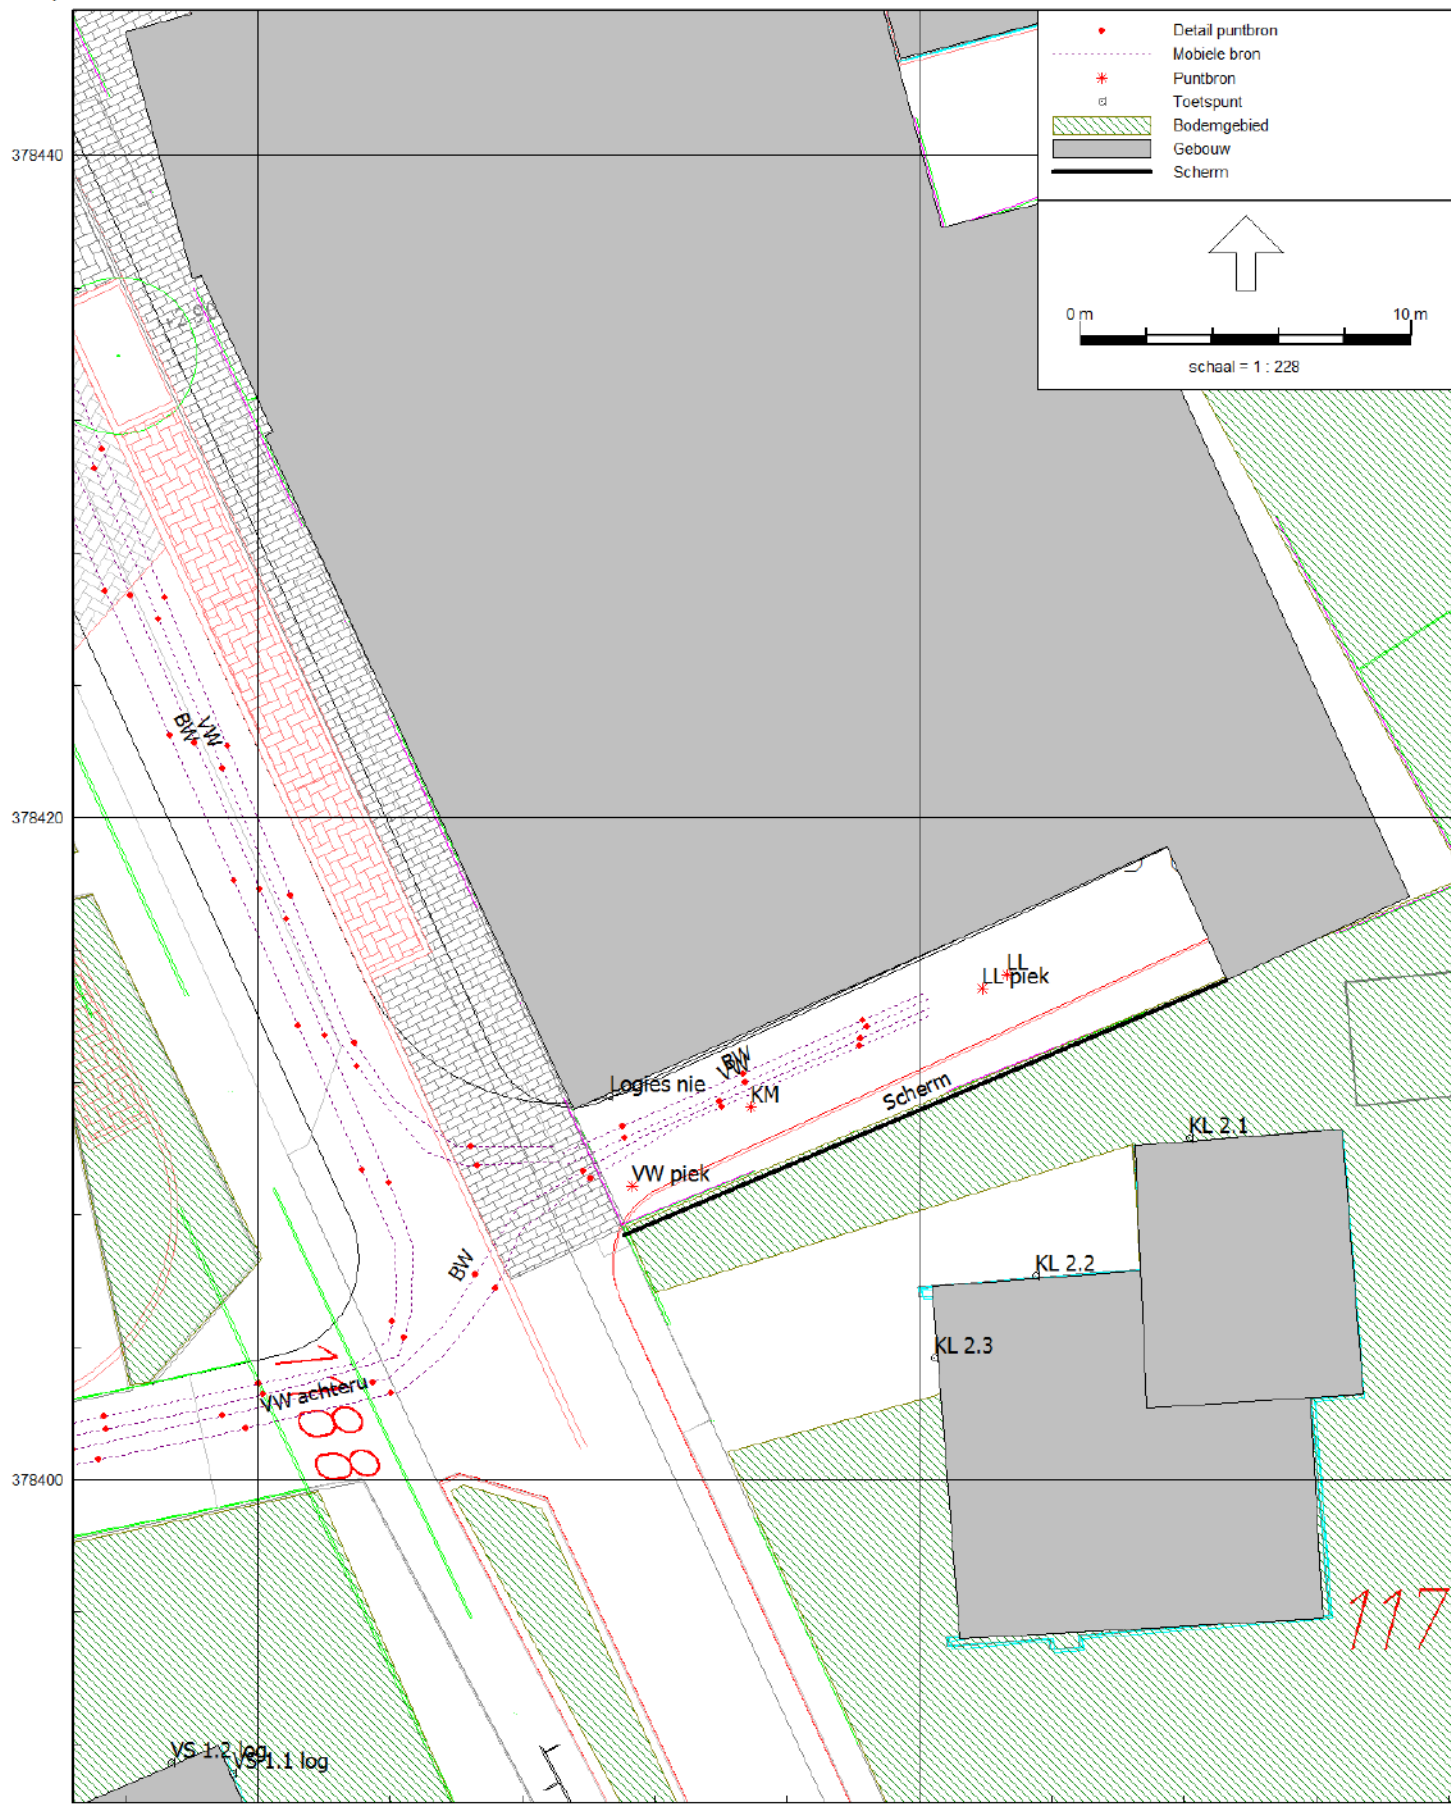 Detail puntbron
Mobiele bron
Puntbron
Toetspunt
Bodemgebied
Gebouw
Scherm
0 m 10 m
schaal = 1 : 228
378440
378420
378400
BW
VW
LL
LL piek
BW
VW
Logies nie
KM
Scherm
VW piek
KL 2.1
KL 2.2
KL 2.3
BW
VW achteru
1188
117
VS 1.2 log
VS 1.1 log